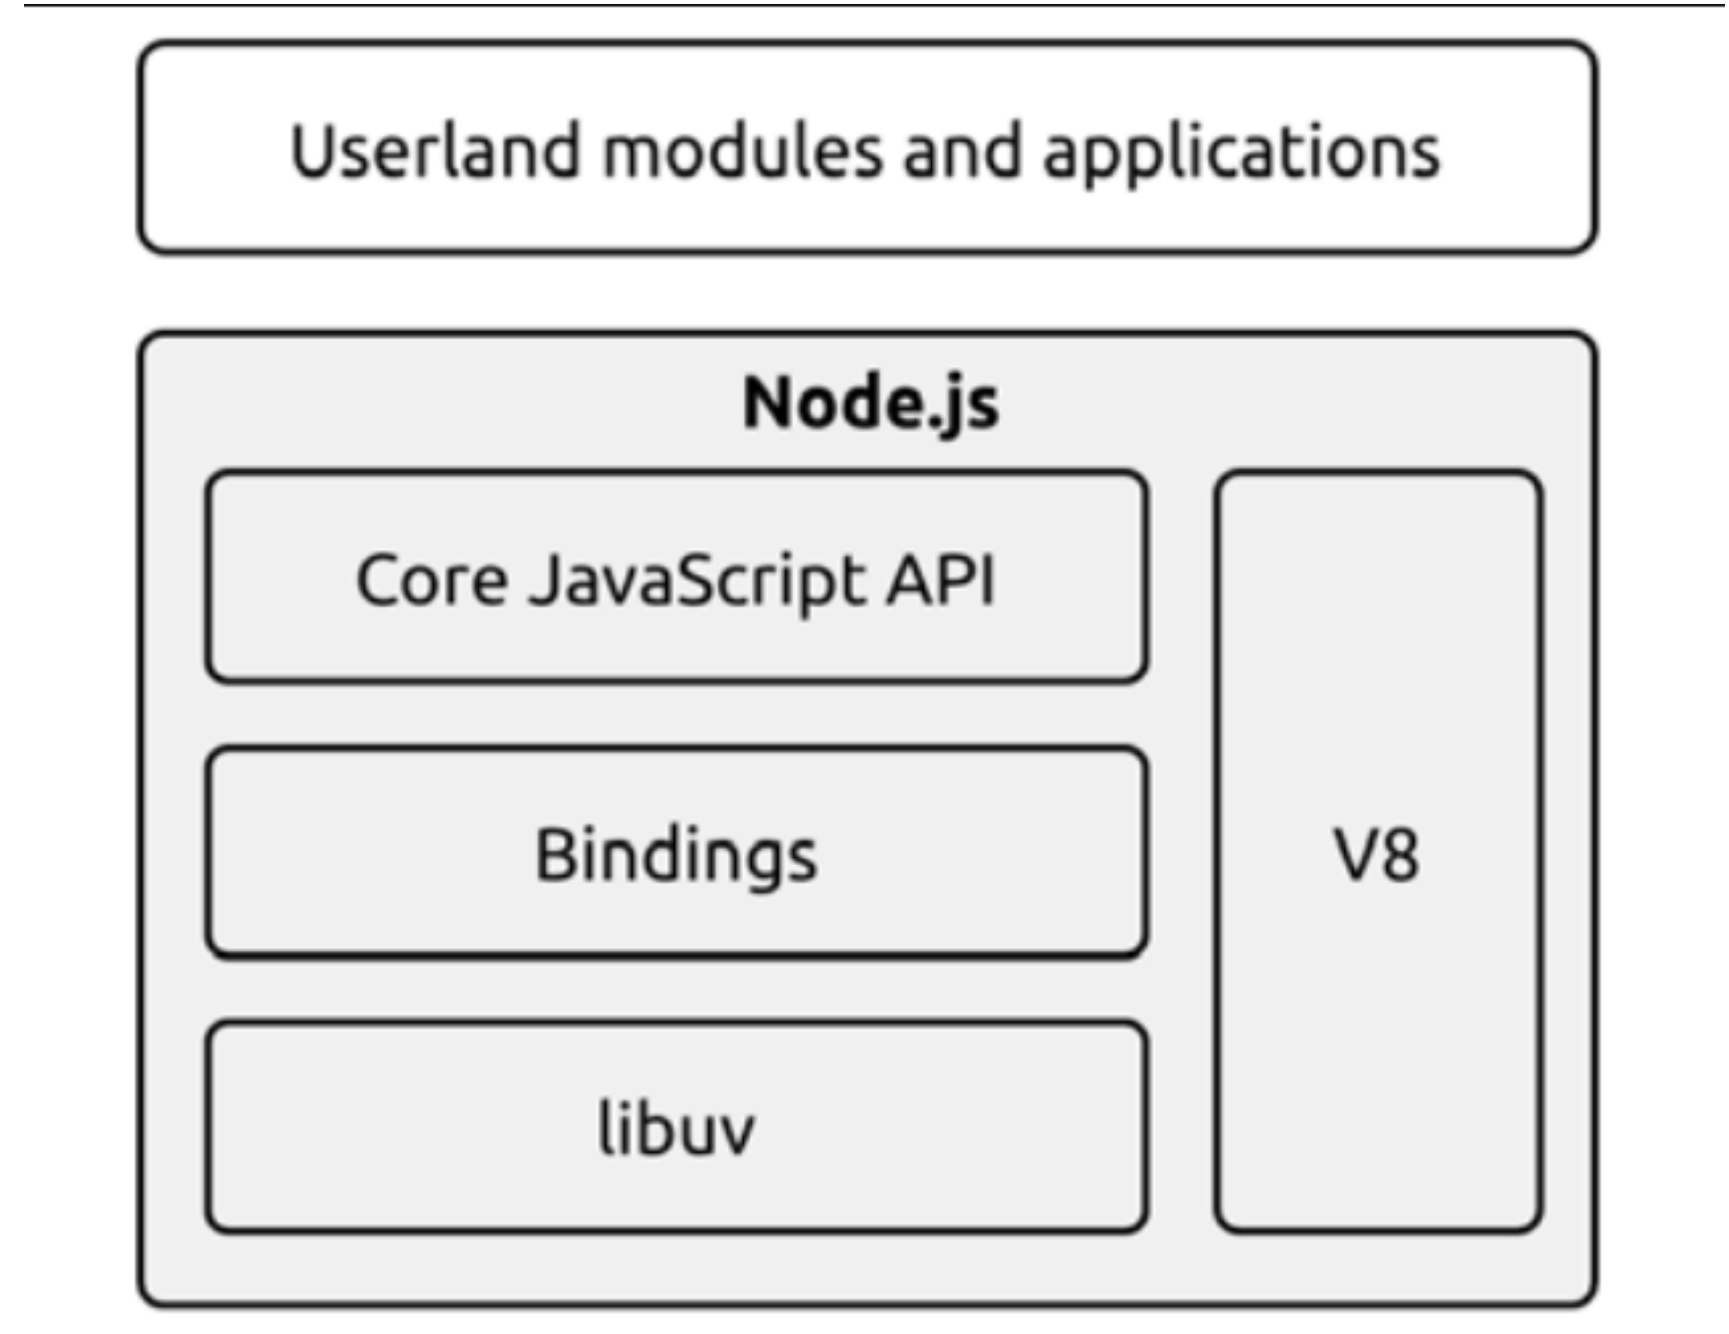 Userland modules and applications
Node.js
Core JavaScript API
Bindings
V8
libuv